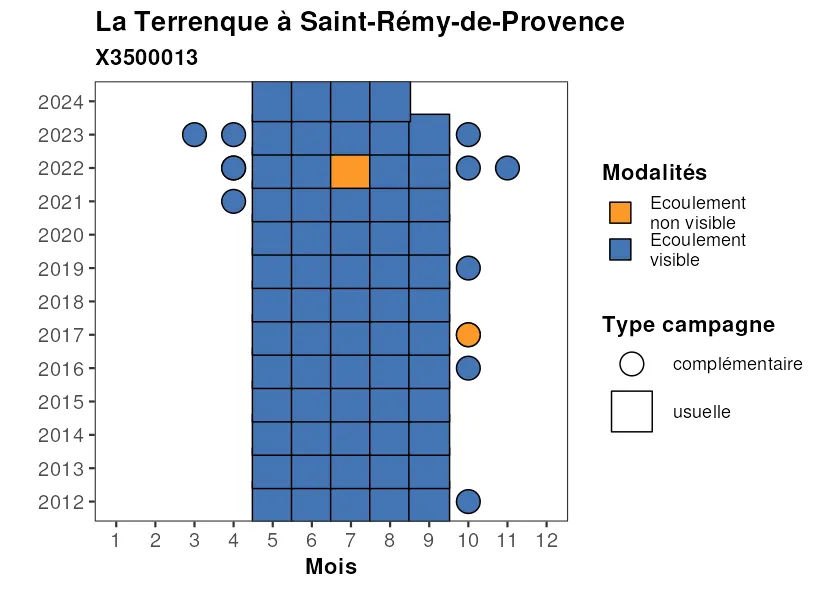 La Terrenque à Saint-Rémy-de-Provence
X3500013
2024
2023
2022
2021
2020
2019
2018
2017
2016
2015
2014
2013
2012
1 2 3 4 5 6 7 8 9 10 11 12
Mois
Modalités
Ecoulement
non visible
Ecoulement
visible
Type campagne
complémentaire
usuelle